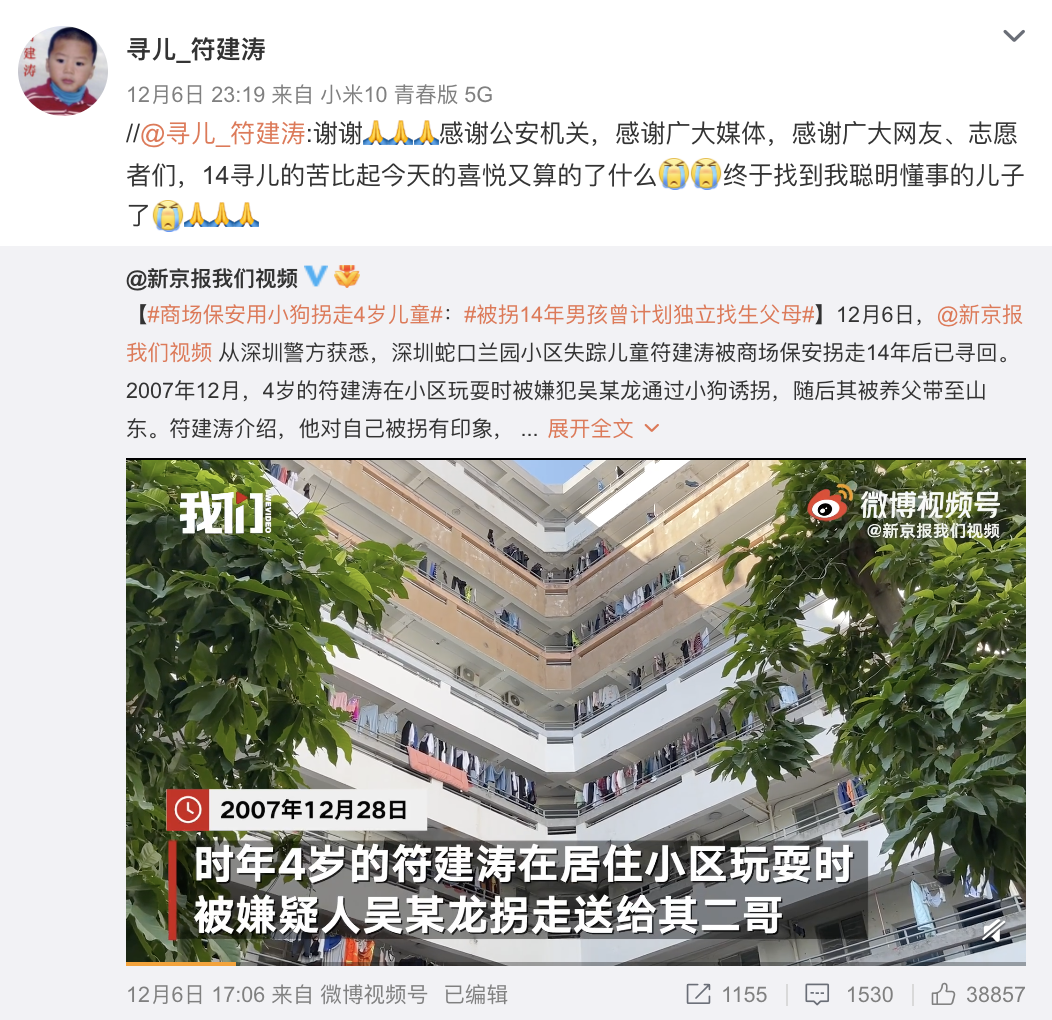 建
涛
寻儿_符建涛
12月6日 23:19 来自 小米10 青春版 5G
//@寻儿_符建涛:谢谢🙏🙏🙏感谢公安机关，感谢广大媒体，感谢广大网友、志愿
者们，14寻儿的苦比起今天的喜悦又算的了什么😭😭终于找到我聪明懂事的儿子
了😭🙏🙏🙏
@新京报我们视频
【#商场保安用小狗拐走4岁儿童#：#被拐14年男孩曾计划独立找生父母#】12月6日，@新京报
我们视频 从深圳警方获悉，深圳蛇口兰园小区失踪儿童符建涛被商场保安拐走14年后已寻回。
2007年12月，4岁的符建涛在小区玩耍时被嫌犯吴某龙通过小狗诱拐，随后其被养父带至山
东。符建涛介绍，他对自己被拐有印象， ... 展开全文
我们 WEVIDEO
微博视频号
@新京报我们视频
2007年12月28日
时年4岁的符建涛在居住小区玩耍时
被嫌疑人吴某龙拐走送给其二哥
12月6日 17:06 来自 微博视频号 已编辑 1155 1530 38857